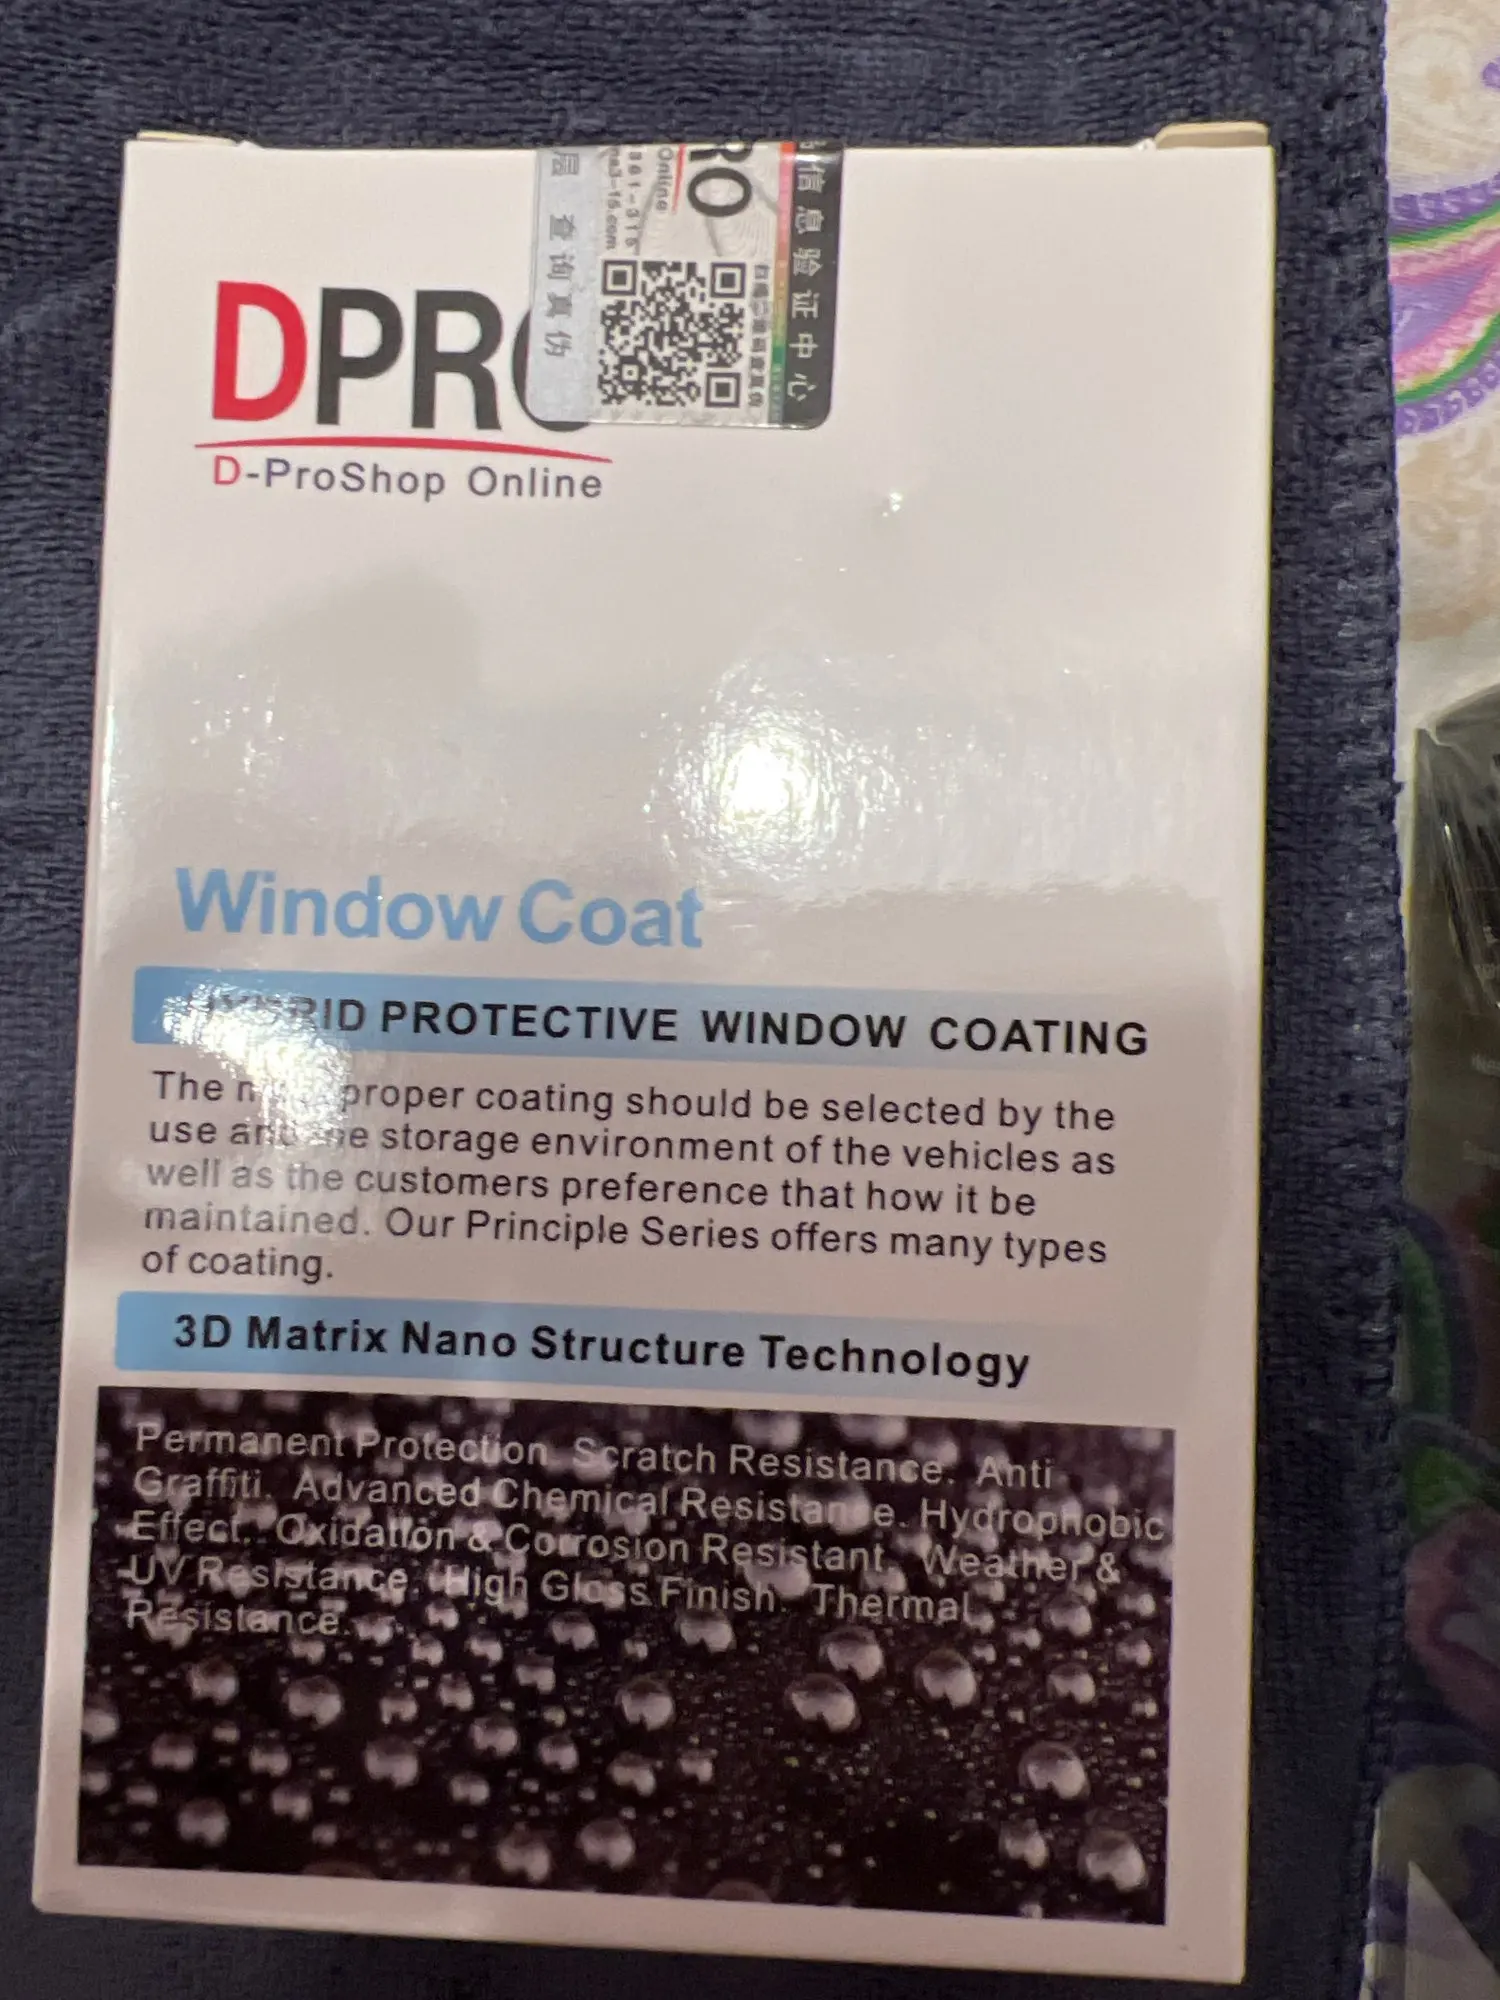 DPRO
D-ProShop Online
RO
Online
层 查询真伪
信息验证中心
Window Coat
HYBRID PROTECTIVE WINDOW COATING
The proper coating should be selected by the
use and the storage environment of the vehicles as
well as the customers preference that how it be
maintained. Our Principle Series offers many types
of coating.
3D Matrix Nano Structure Technology
Permanent Protection. Scratch Resistance. Anti
Graffiti. Advanced Chemical Resistance. Hydrophobic
Effect. Oxidation & Corrosion Resistant. Weather &
UV Resistance. High Gloss Finish. Thermal
Resistance.